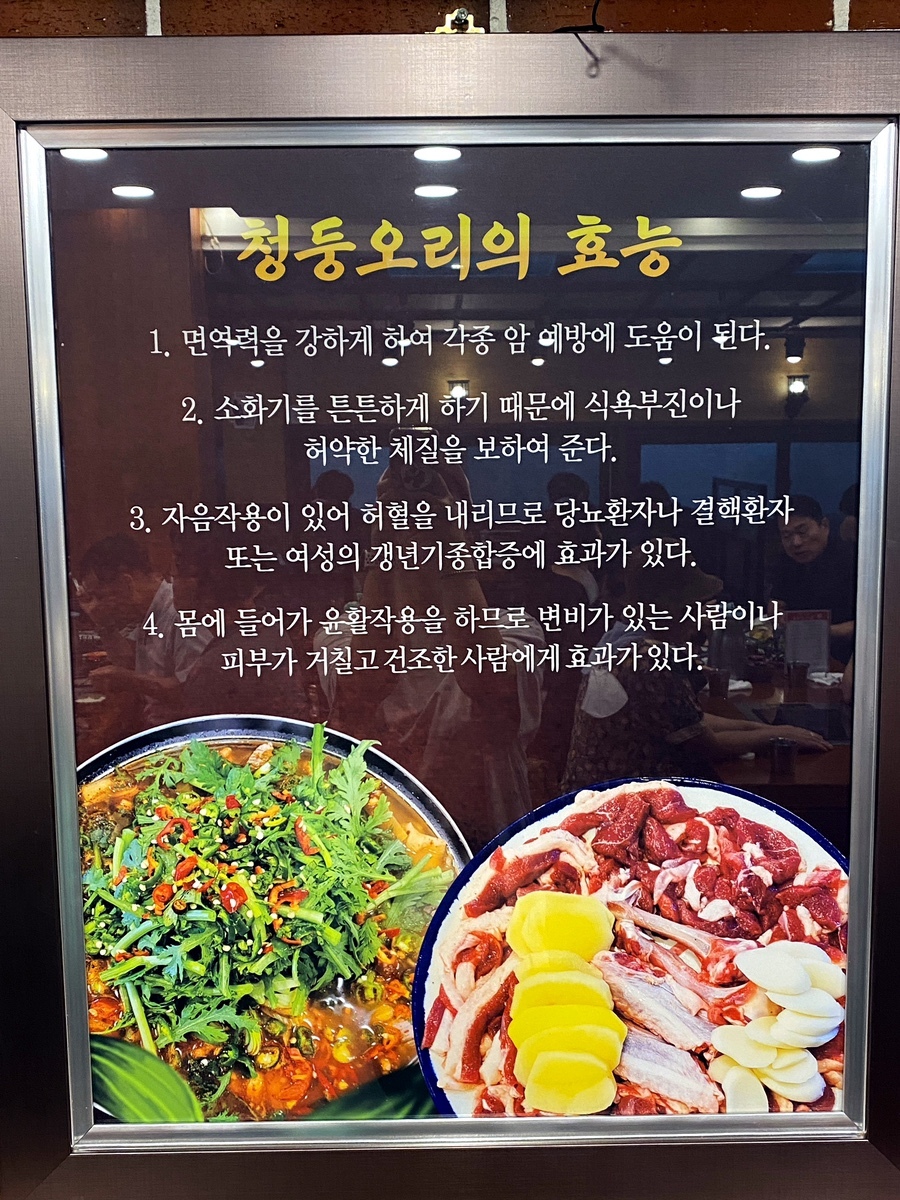 청둥오리의 효능
1. 면역력을 강하게 하여 각종 암 예방에 도움이 된다.
2. 소화기를 튼튼하게 하기 때문에 식욕부진이나
허약한 체질을 보하여 준다.
3. 자음작용이 있어 허혈을 내리므로 당뇨환자나 결핵환자
또는 여성의 갱년기종합증에 효과가 있다.
4. 몸에 들어가 윤활작용을 하므로 변비가 있는 사람이나
피부가 거칠고 건조한 사람에게 효과가 있다.